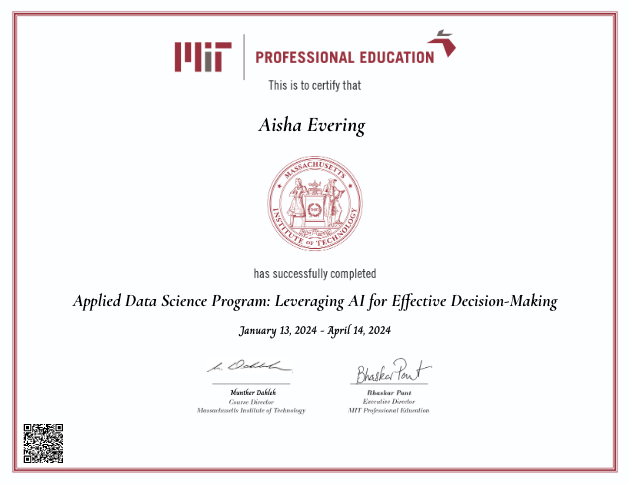 MIT PROFESSIONAL EDUCATION
This is to certify that
Aisha Evering
MASSACHUSETTS
INSTITUTE OF TECHNOLOGY
has successfully completed
Applied Data Science Program: Leveraging AI for Effective Decision-Making
January 13, 2024 - April 14, 2024
Bhaskar Pant
Munther Dahleh
Course Director
Massachusetts Institute of Technology
Bhaskar Pant
Executive Director
MIT Professional Education